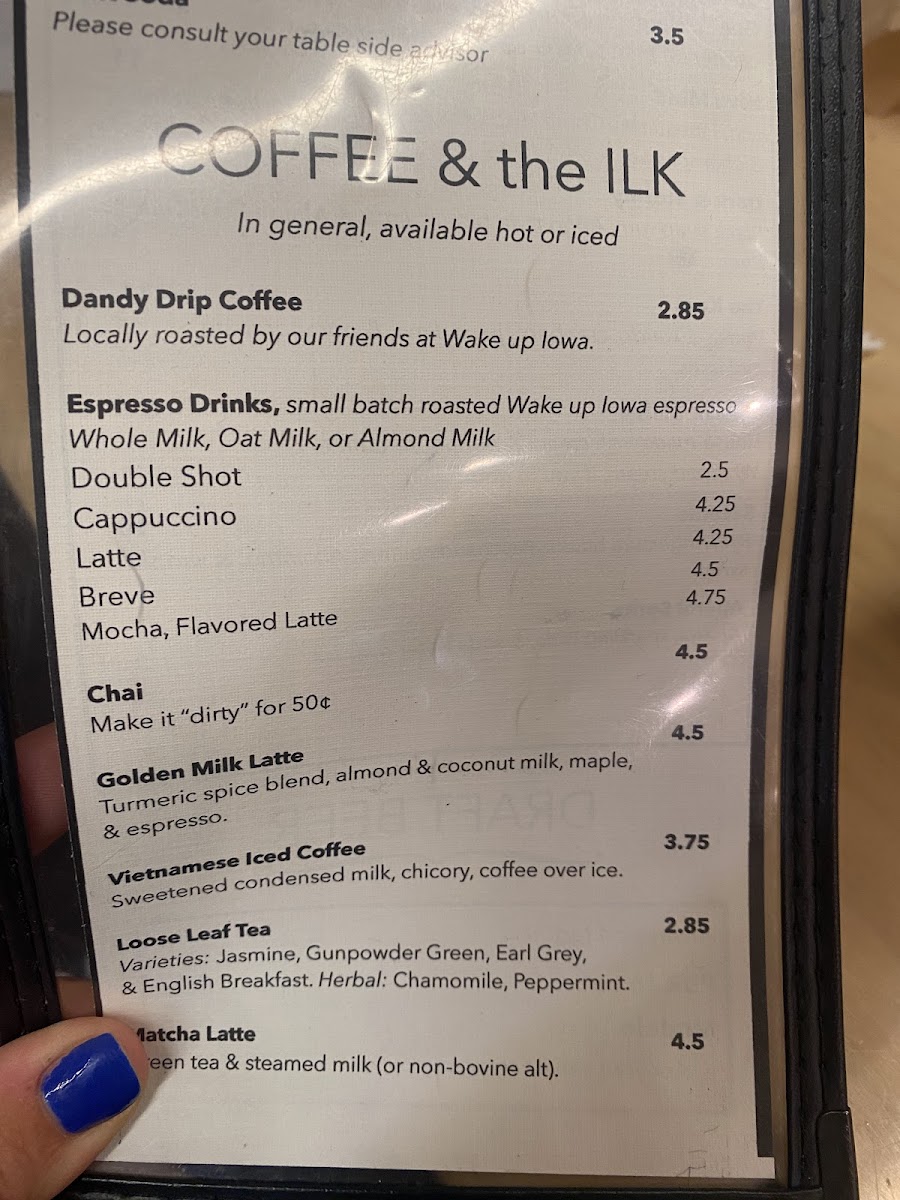 Please consult your table side advisor 3.5
COFFEE & the ILK
In general, available hot or iced
Dandy Drip Coffee 2.85
Locally roasted by our friends at Wake up Iowa.
Espresso Drinks, small batch roasted Wake up Iowa espresso
Whole Milk, Oat Milk, or Almond Milk
Double Shot 2.5
Cappuccino 4.25
Latte 4.25
Breve 4.5
Mocha, Flavored Latte 4.75
Chai 4.5
Make it "dirty" for 50¢
Golden Milk Latte 4.5
Turmeric spice blend, almond & coconut milk, maple,
& espresso.
Vietnamese Iced Coffee 3.75
Sweetened condensed milk, chicory, coffee over ice.
Loose Leaf Tea 2.85
Varieties: Jasmine, Gunpowder Green, Earl Grey,
& English Breakfast. Herbal: Chamomile, Peppermint.
Matcha Latte 4.5
een tea & steamed milk (or non-bovine alt).